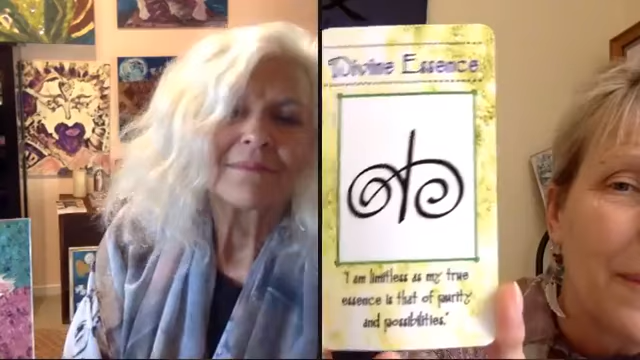 Divine Essence
"I am limitless as my true
essence is that of purity
and possibilities."